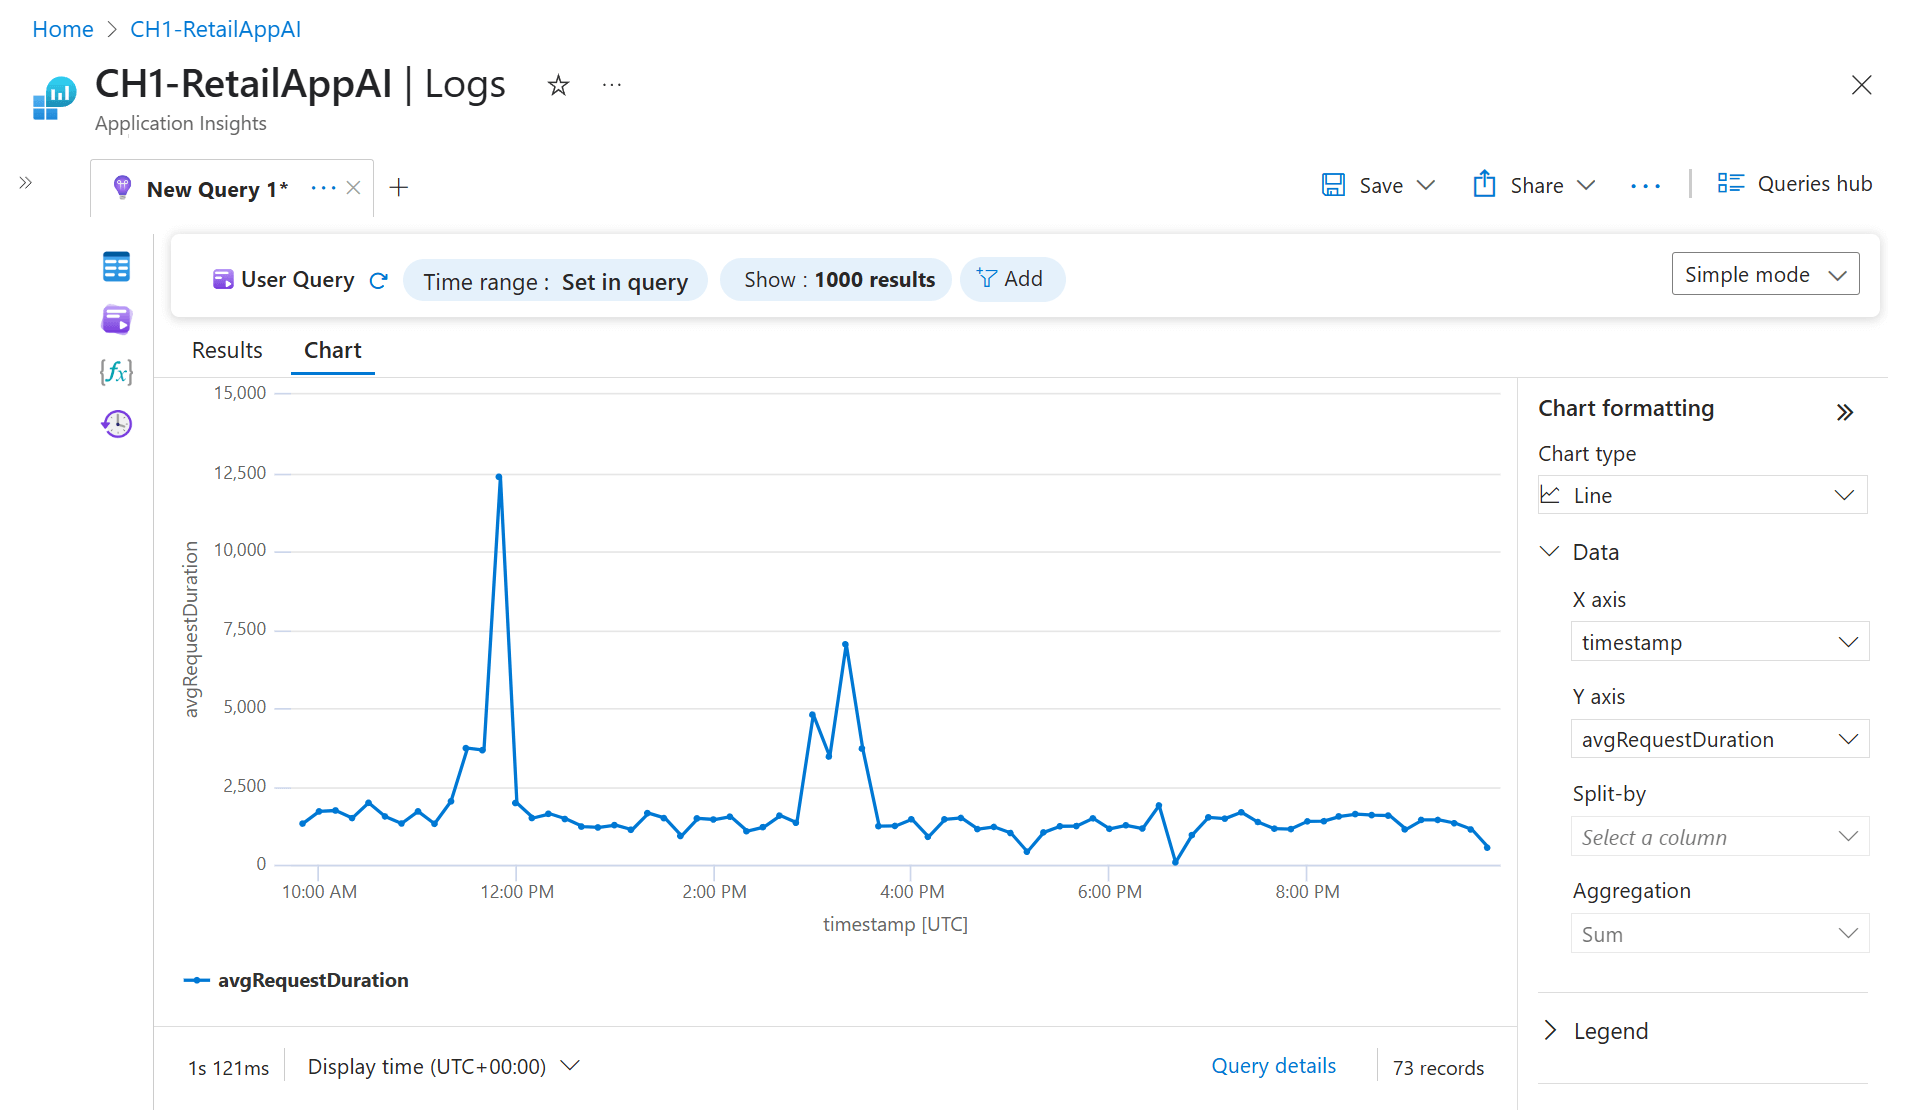 Home > CH1-RetailAppAI
CH1-RetailAppAI | Logs
Application Insights
New Query 1*
Save
Share
Queries hub
User Query
Time range : Set in query
Show : 1000 results
Add
Simple mode
Results
Chart
15,000
12,500
10,000
7,500
5,000
2,500
0
avgRequestDuration
10:00 AM
12:00 PM
2:00 PM
4:00 PM
6:00 PM
8:00 PM
timestamp [UTC]
avgRequestDuration
1s 121ms
Display time (UTC+00:00)
Query details
73 records
Chart formatting
Chart type
Line
Data
X axis
timestamp
Y axis
avgRequestDuration
Split-by
Select a column
Aggregation
Sum
Legend